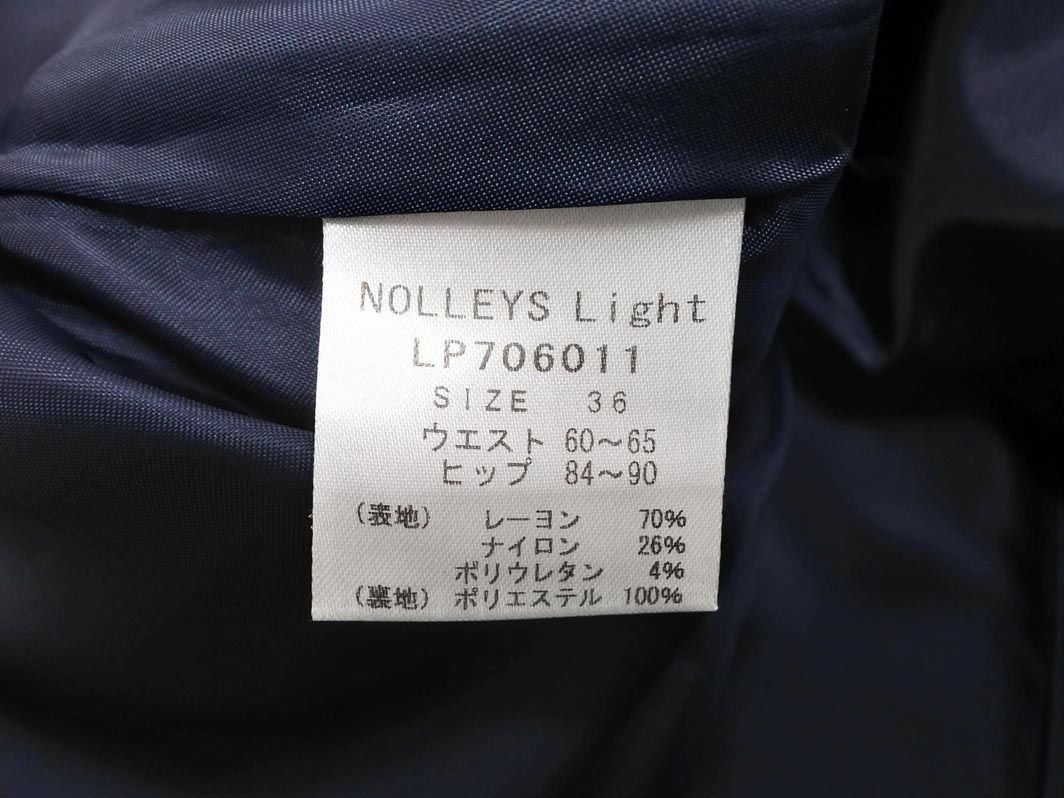 NOLLEYS Light
LP706011
SIZE 36
ウエスト 60～65
ヒップ 84～90
(表地) レーヨン 70%
ナイロン 26%
ポリウレタン 4%
(裏地) ポリエステル 100%